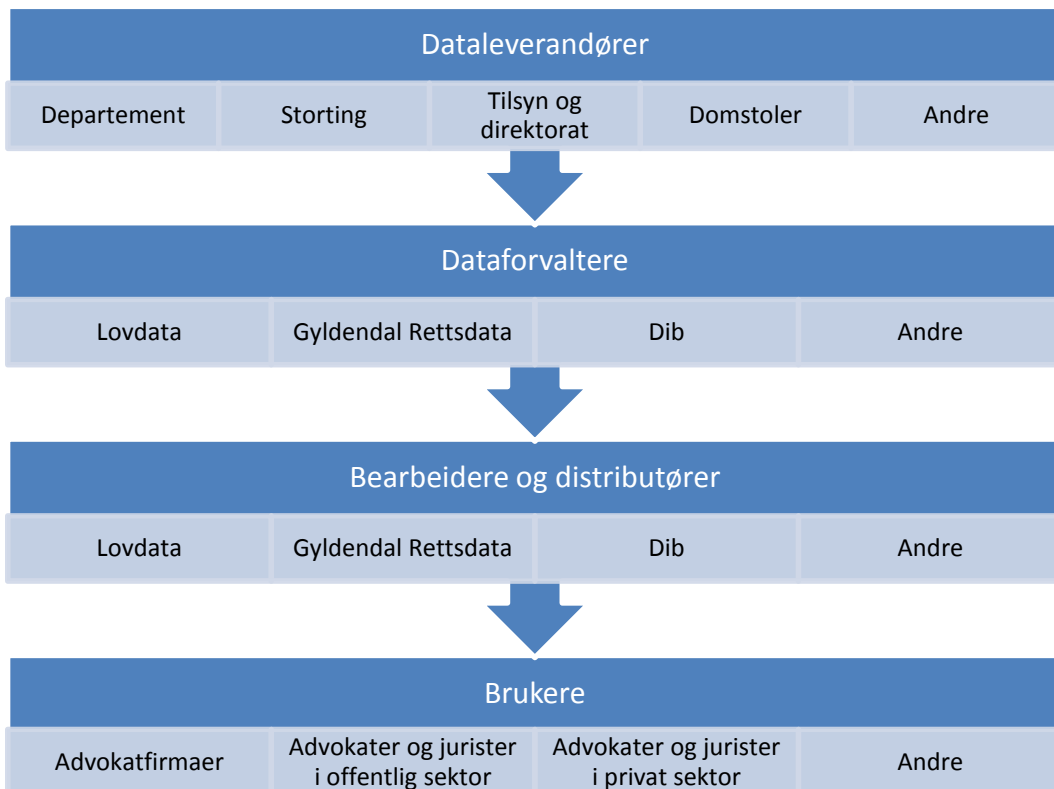 Dataleverandører
Departement
Storting
Tilsyn og
direktorat
Domstoler
Andre
Dataforvaltere
Lovdata
Gyldendal Rettsdata
Dib
Andre
Bearbeidere og distributører
Lovdata
Gyldendal Rettsdata
Dib
Andre
Brukere
Advokatfirmaer
Advokater og jurister
i offentlig sektor
Advokater og jurister
i privat sektor
Andre